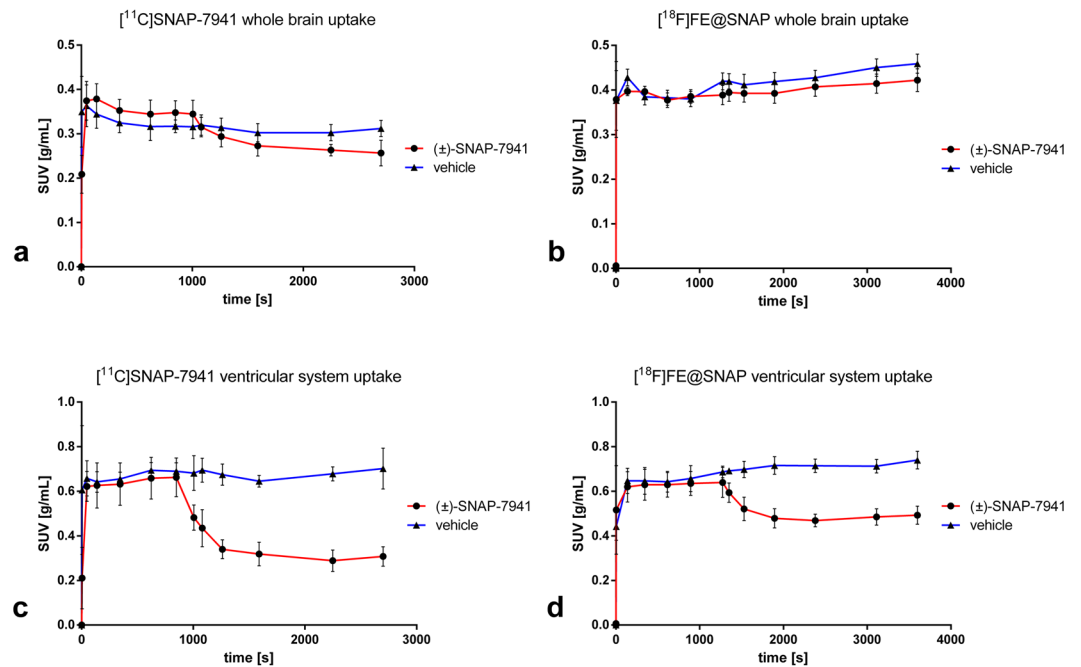 [¹¹C]SNAP-7941 whole brain uptake
0.5
0.4
0.3
0.2
0.1
0.0
SUV [g/mL]
0
1000
2000
3000
time [s]
(±)-SNAP-7941
vehicle
a
[¹⁸F]FE@SNAP whole brain uptake
0.5
0.4
0.3
0.2
0.1
0.0
SUV [g/mL]
0
1000
2000
3000
4000
time [s]
(±)-SNAP-7941
vehicle
b
[¹¹C]SNAP-7941 ventricular system uptake
1.0
0.8
0.6
0.4
0.2
0.0
SUV [g/mL]
0
1000
2000
3000
time [s]
(±)-SNAP-7941
vehicle
c
[¹⁸F]FE@SNAP ventricular system uptake
1.0
0.8
0.6
0.4
0.2
0.0
SUV [g/mL]
0
1000
2000
3000
4000
time [s]
(±)-SNAP-7941
vehicle
d